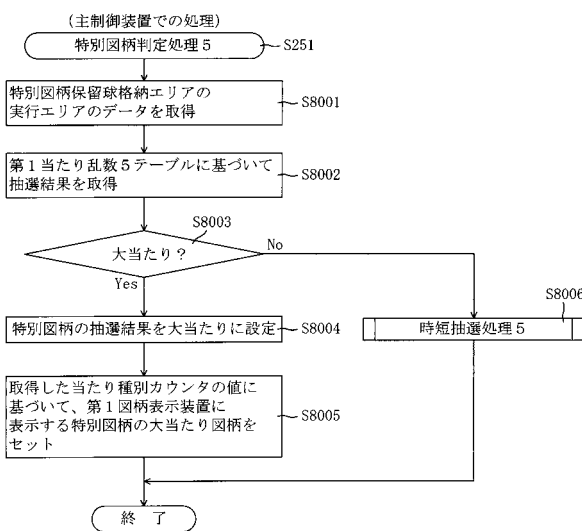 (主制御装置での処理)
特別図柄判定処理5
S251
特別図柄保留球格納エリアの
実行エリアのデータを取得
S8001
第1当たり乱数5テーブルに基づいて
抽選結果を取得
S8002
S8003
大当たり?
No
Yes
S8006
特別図柄の抽選結果を大当たりに設定
S8004
時短抽選処理5
取得した当たり種別カウンタの値に
基づいて、第1図柄表示装置に
表示する特別図柄の大当たり図柄を
セット
S8005
終 了